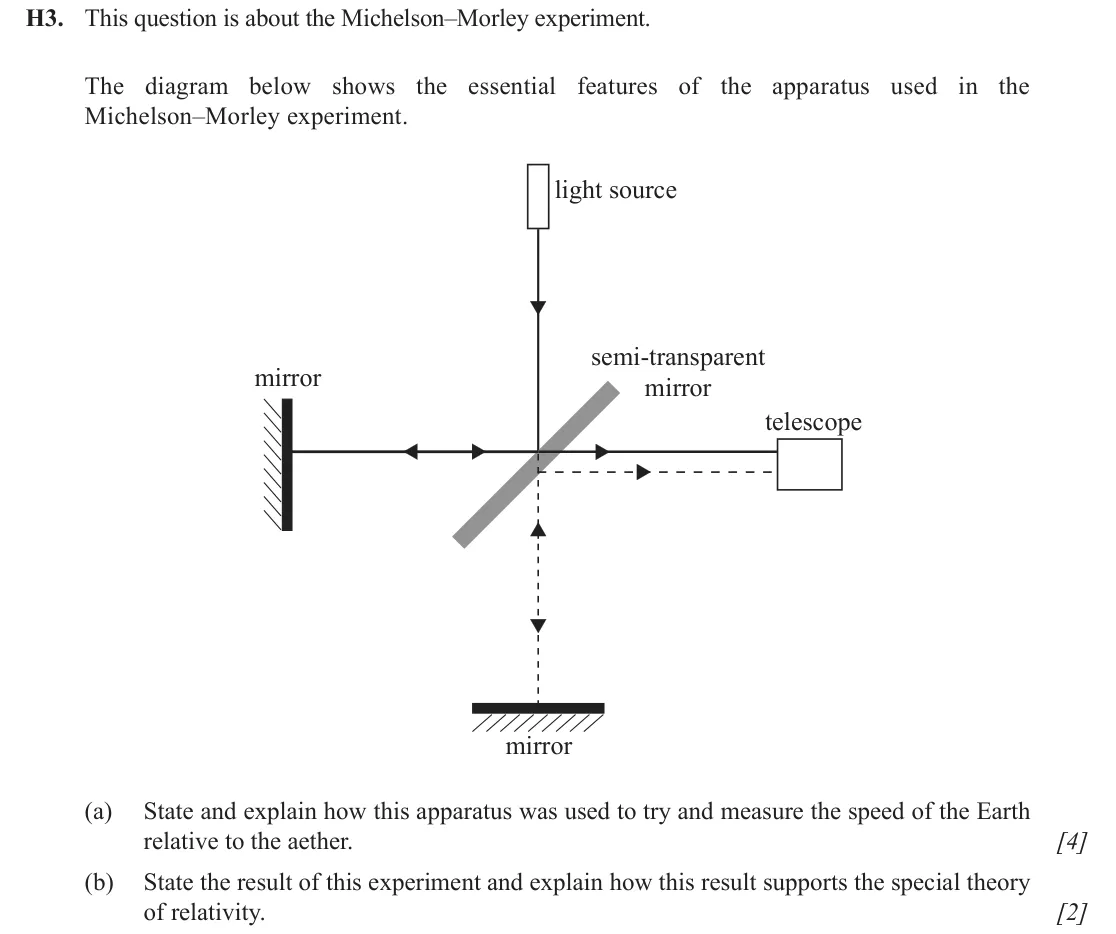 H3. This question is about the Michelson–Morley experiment.
The diagram below shows the essential features of the apparatus used in the
Michelson–Morley experiment.
light source
semi-transparent
mirror
mirror
telescope
mirror
(a) State and explain how this apparatus was used to try and measure the speed of the Earth
relative to the aether. [4]
(b) State the result of this experiment and explain how this result supports the special theory
of relativity. [2]